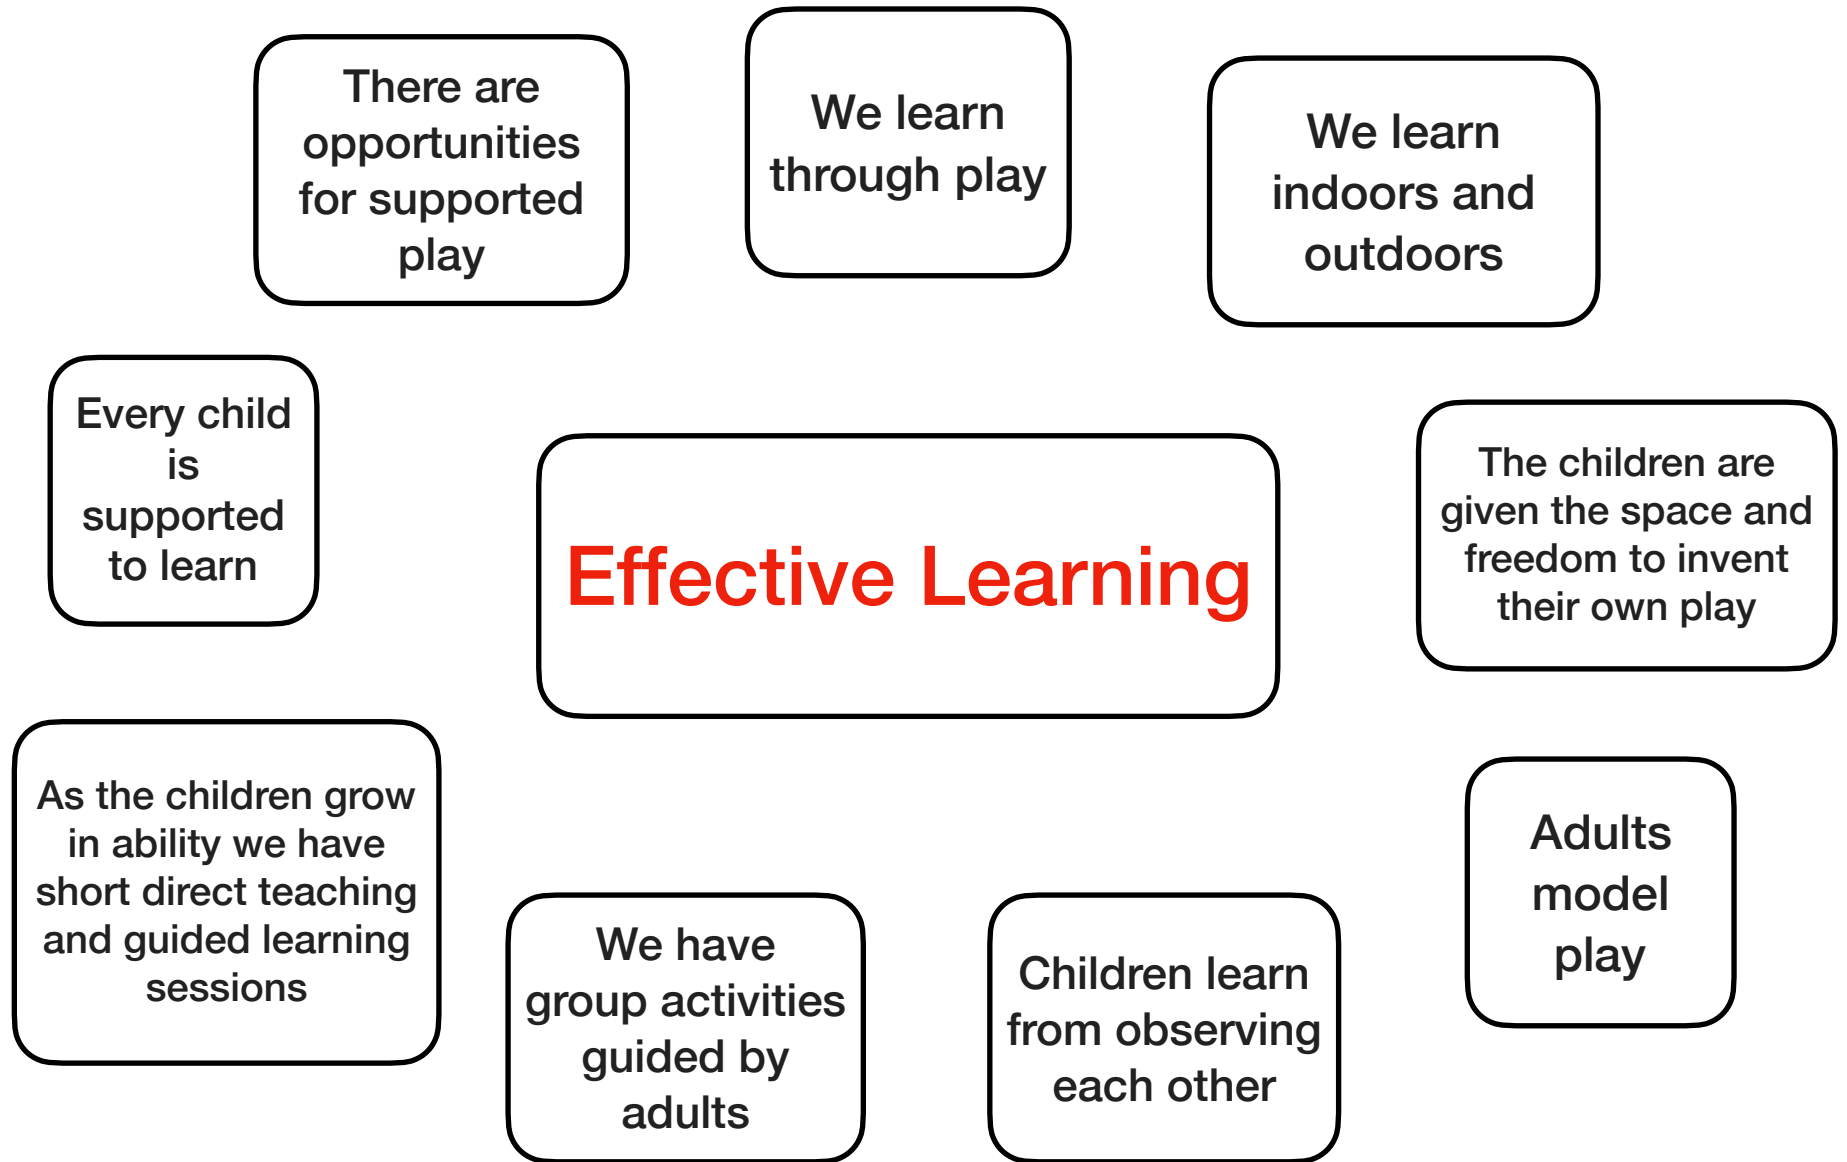 There are
opportunities
for supported
play
We learn
through play
We learn
indoors and
outdoors
Every child
is
supported
to learn
Effective Learning
The children are
given the space and
freedom to invent
their own play
As the children grow
in ability we have
short direct teaching
and guided learning
sessions
We have
group activities
guided by
adults
Children learn
from observing
each other
Adults
model
play